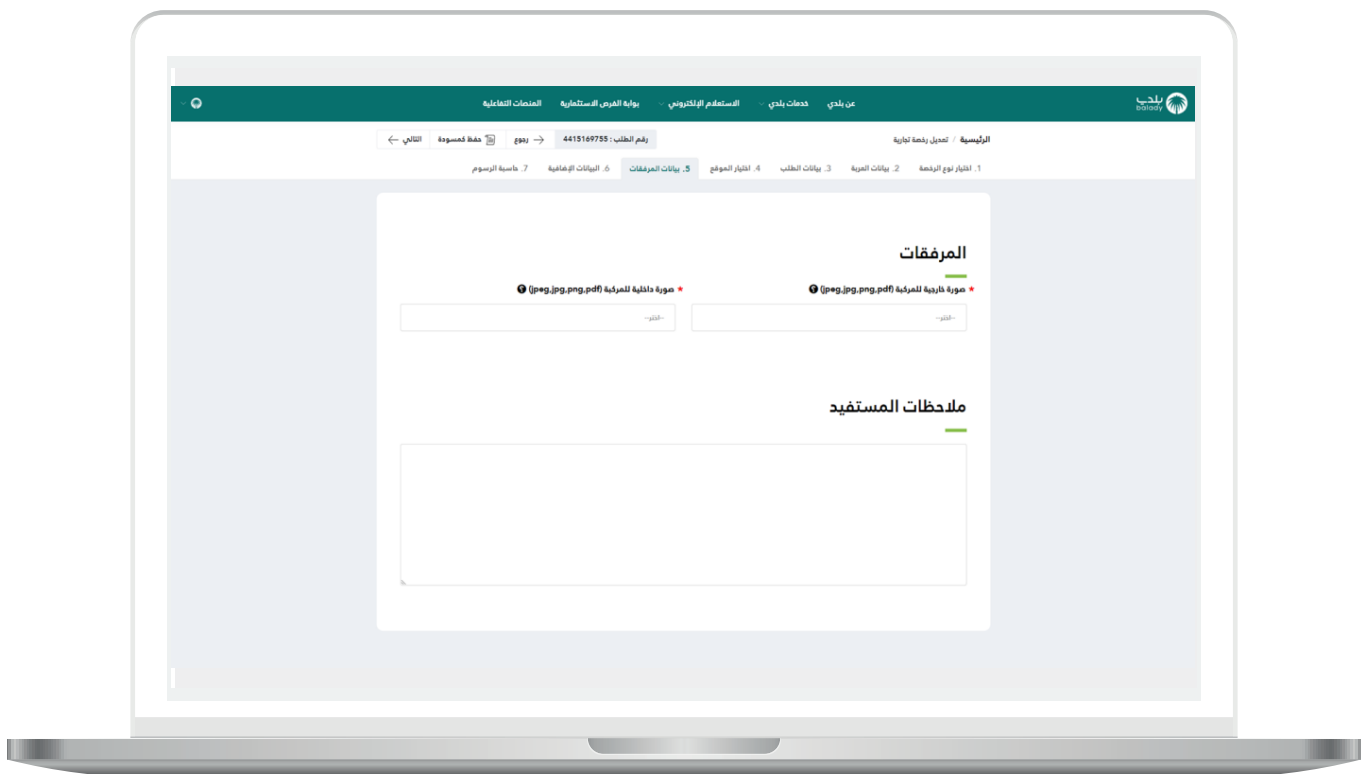 بلدي
balady
عن بلدي خدمات بلدي الاستعلام الإلكتروني بوابة الفرص الاستثمارية المنصات التفاعلية
الرئيسية / تعديل رخصة تجارية
رقم الطلب : 4415169755 رجوع حفظ كمسودة التالي
1. اختيار نوع الرخصة 2. بيانات العربة 3. بيانات الطلب 4. اختيار الموقع 5. بيانات المرفقات 6. البيانات الإضافية 7. حاسبة الرسوم
المرفقات
* صورة خارجية للمركبة (jpeg,jpg,png,pdf) * صورة داخلية للمركبة (jpeg,jpg,png,pdf)
--اختر-- --اختر--
ملاحظات المستفيد